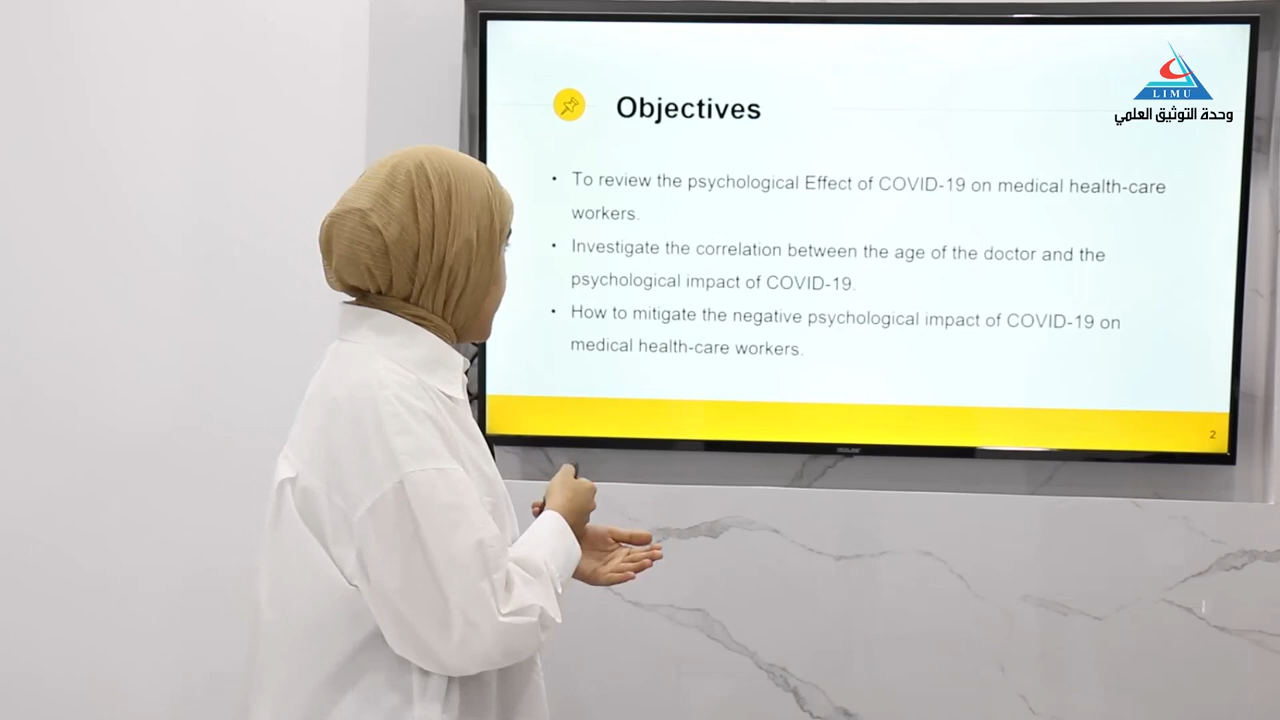 LIMU
وحدة التوثيق العلمي
Objectives
• To review the psychological Effect of COVID-19 on medical health-care
workers.
• Investigate the correlation between the age of the doctor and the
psychological impact of COVID-19.
• How to mitigate the negative psychological impact of COVID-19 on
medical health-care workers.
2